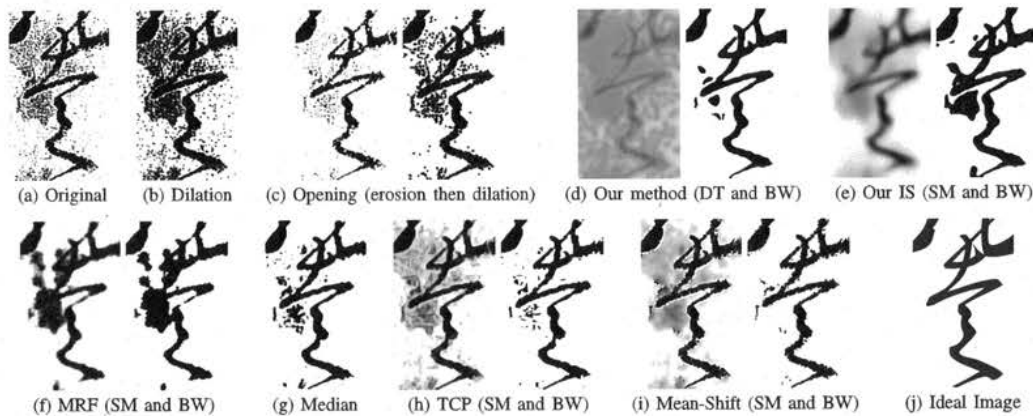 (a) Original
(b) Dilation
(c) Opening (erosion then dilation)
(d) Our method (DT and BW)
(e) Our IS (SM and BW)
(f) MRF (SM and BW)
(g) Median
(h) TCP (SM and BW)
(i) Mean-Shift (SM and BW)
(j) Ideal Image